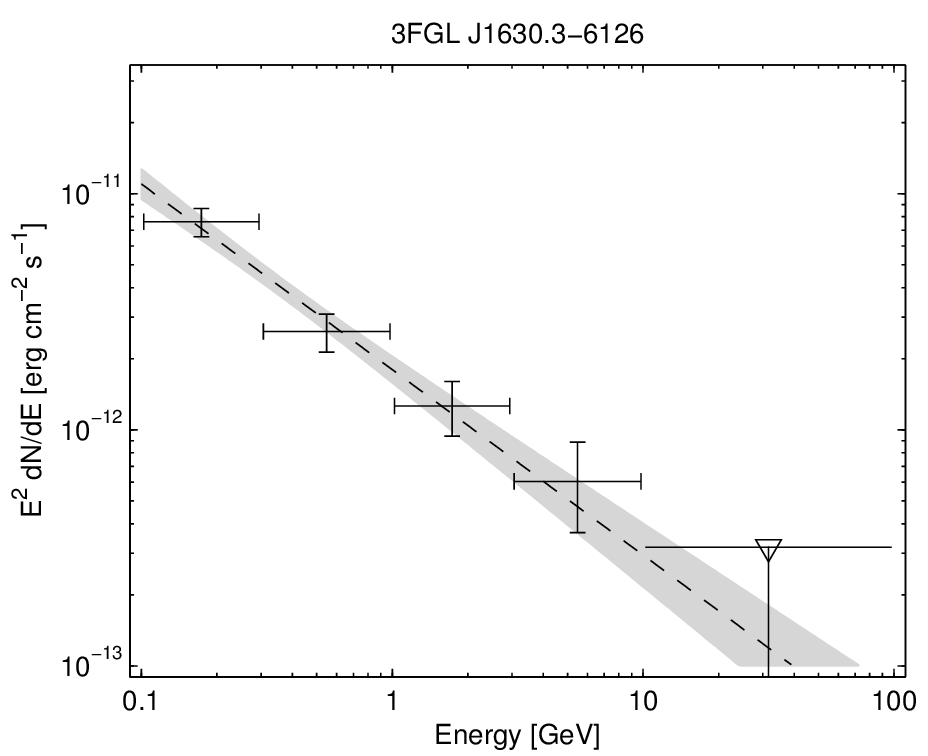 3FGL J1630.3−6126
E² dN/dE [erg cm⁻² s⁻¹]
10⁻¹¹
10⁻¹²
10⁻¹³
0.1 1 10 100
Energy [GeV]